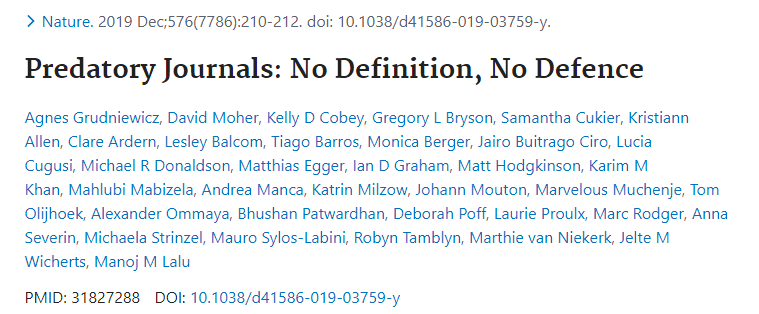 Nature. 2019 Dec;576(7786):210-212. doi: 10.1038/d41586-019-03759-y.
Predatory Journals: No Definition, No Defence
Agnes Grudniewicz, David Moher, Kelly D Cobey, Gregory L Bryson, Samantha Cukier, Kristiann
Allen, Clare Ardern, Lesley Balcom, Tiago Barros, Monica Berger, Jairo Buitrago Ciro, Lucia
Cugusi, Michael R Donaldson, Matthias Egger, Ian D Graham, Matt Hodgkinson, Karim M
Khan, Mahlubi Mabizela, Andrea Manca, Katrin Milzow, Johann Mouton, Marvelous Muchenje, Tom
Olijhoek, Alexander Ommaya, Bhushan Patwardhan, Deborah Poff, Laurie Proulx, Marc Rodger, Anna
Severin, Michaela Strinzel, Mauro Sylos-Labini, Robyn Tamblyn, Marthie van Niekerk, Jelte M
Wicherts, Manoj M Lalu
PMID: 31827288 DOI: 10.1038/d41586-019-03759-y